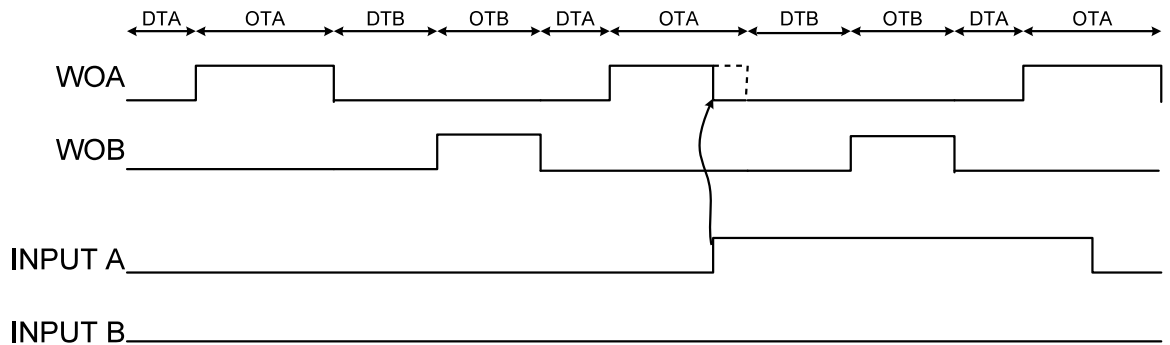 DTA OTA DTB OTB DTA OTA DTB OTB DTA OTA
WOA
WOB
INPUT A
INPUT B